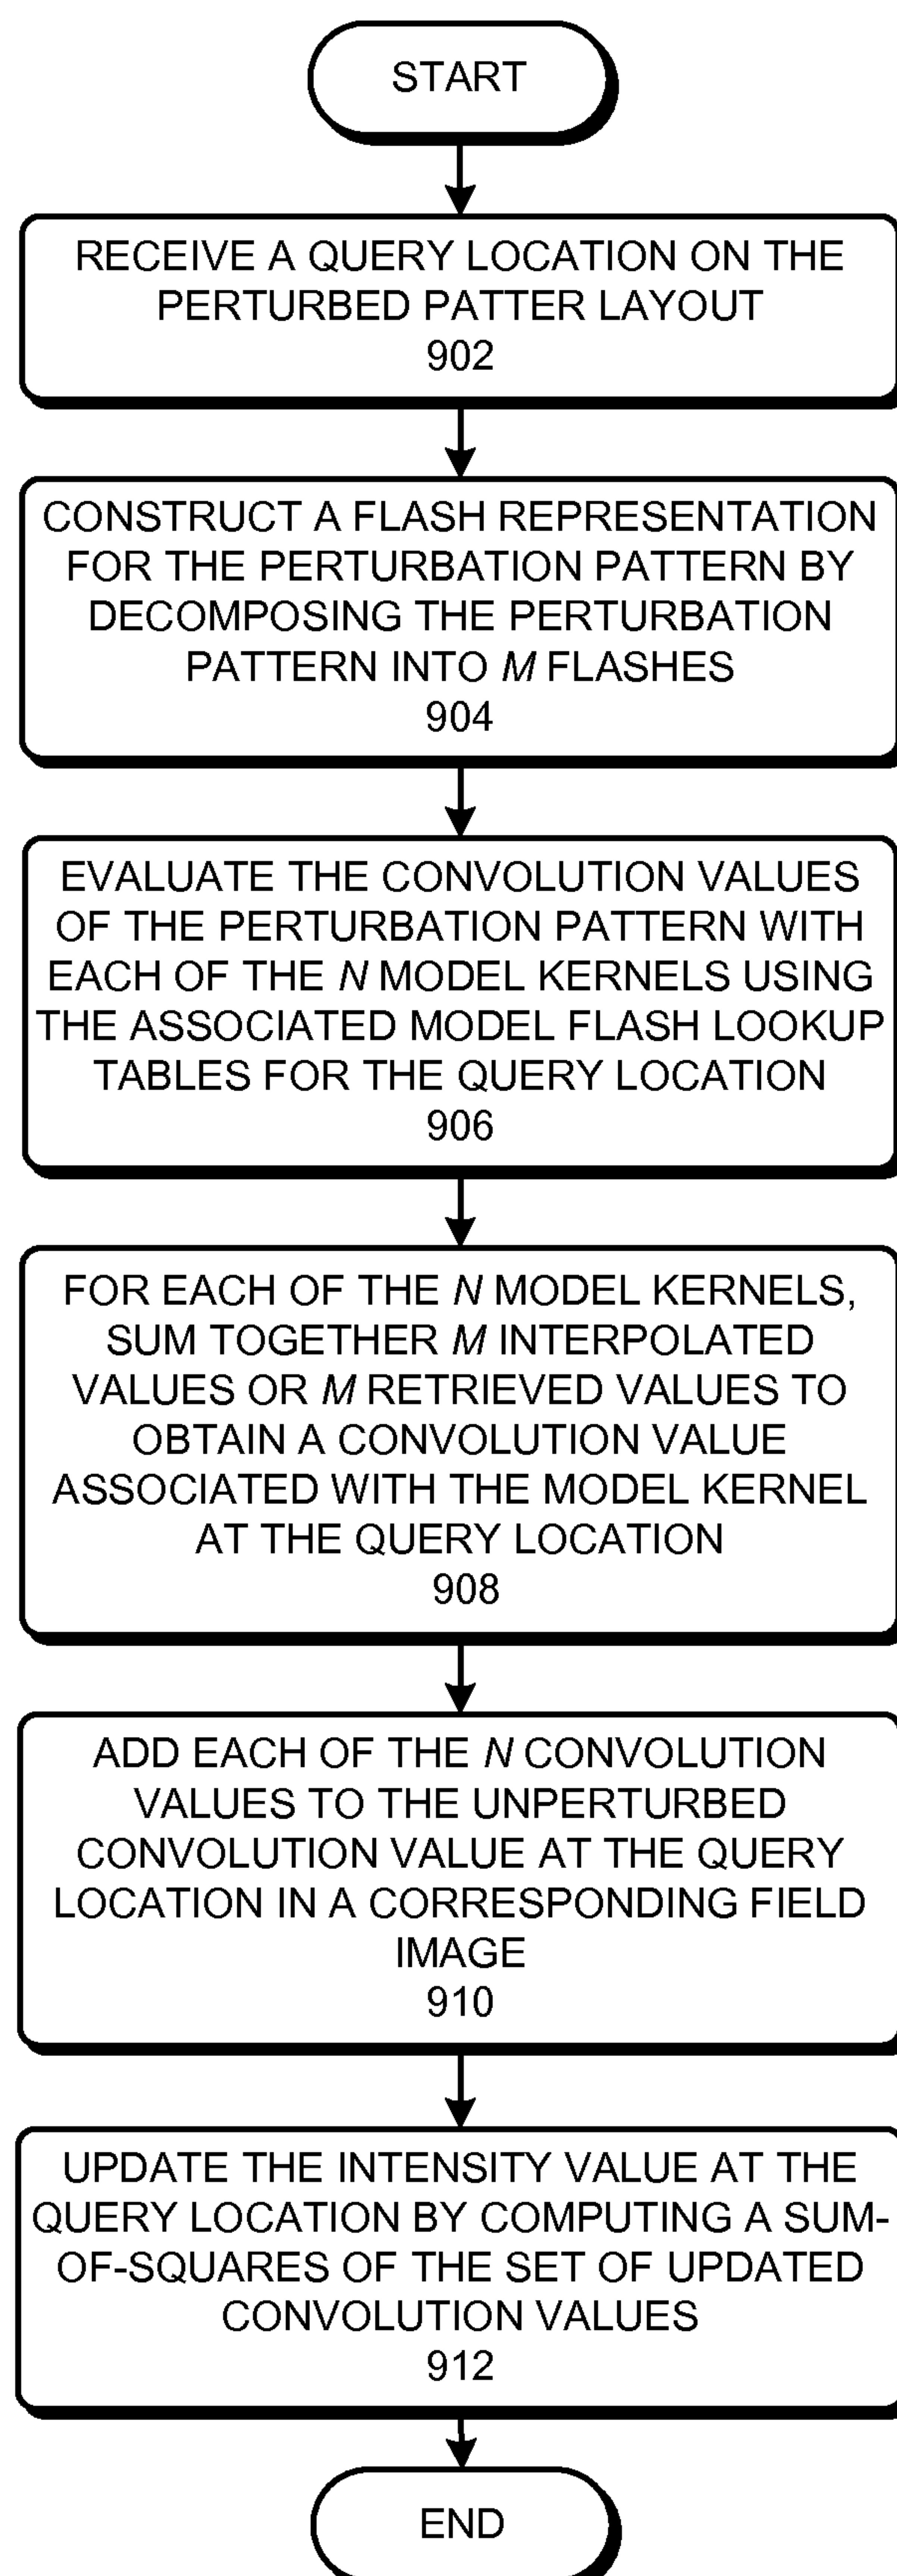 START
RECEIVE A QUERY LOCATION ON THE
PERTURBED PATTER LAYOUT
902
CONSTRUCT A FLASH REPRESENTATION
FOR THE PERTURBATION PATTERN BY
DECOMPOSING THE PERTURBATION
PATTERN INTO M FLASHES
904
EVALUATE THE CONVOLUTION VALUES
OF THE PERTURBATION PATTERN WITH
EACH OF THE N MODEL KERNELS USING
THE ASSOCIATED MODEL FLASH LOOKUP
TABLES FOR THE QUERY LOCATION
906
FOR EACH OF THE N MODEL KERNELS,
SUM TOGETHER M INTERPOLATED
VALUES OR M RETRIEVED VALUES TO
OBTAIN A CONVOLUTION VALUE
ASSOCIATED WITH THE MODEL KERNEL
AT THE QUERY LOCATION
908
ADD EACH OF THE N CONVOLUTION
VALUES TO THE UNPERTURBED
CONVOLUTION VALUE AT THE QUERY
LOCATION IN A CORRESPONDING FIELD
IMAGE
910
UPDATE THE INTENSITY VALUE AT THE
QUERY LOCATION BY COMPUTING A SUM-
OF-SQUARES OF THE SET OF UPDATED
CONVOLUTION VALUES
912
END